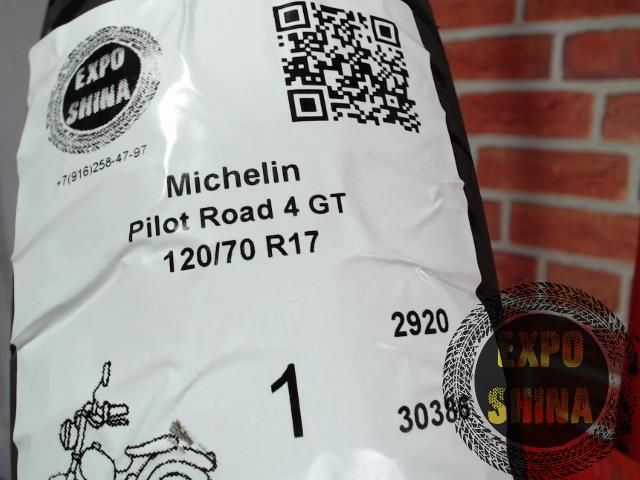 EXPO
SHINA
+7(916)258-47-97
Michelin
Pilot Road 4 GT
120/70 R17
2920
1
30386
EXPO
SHINA